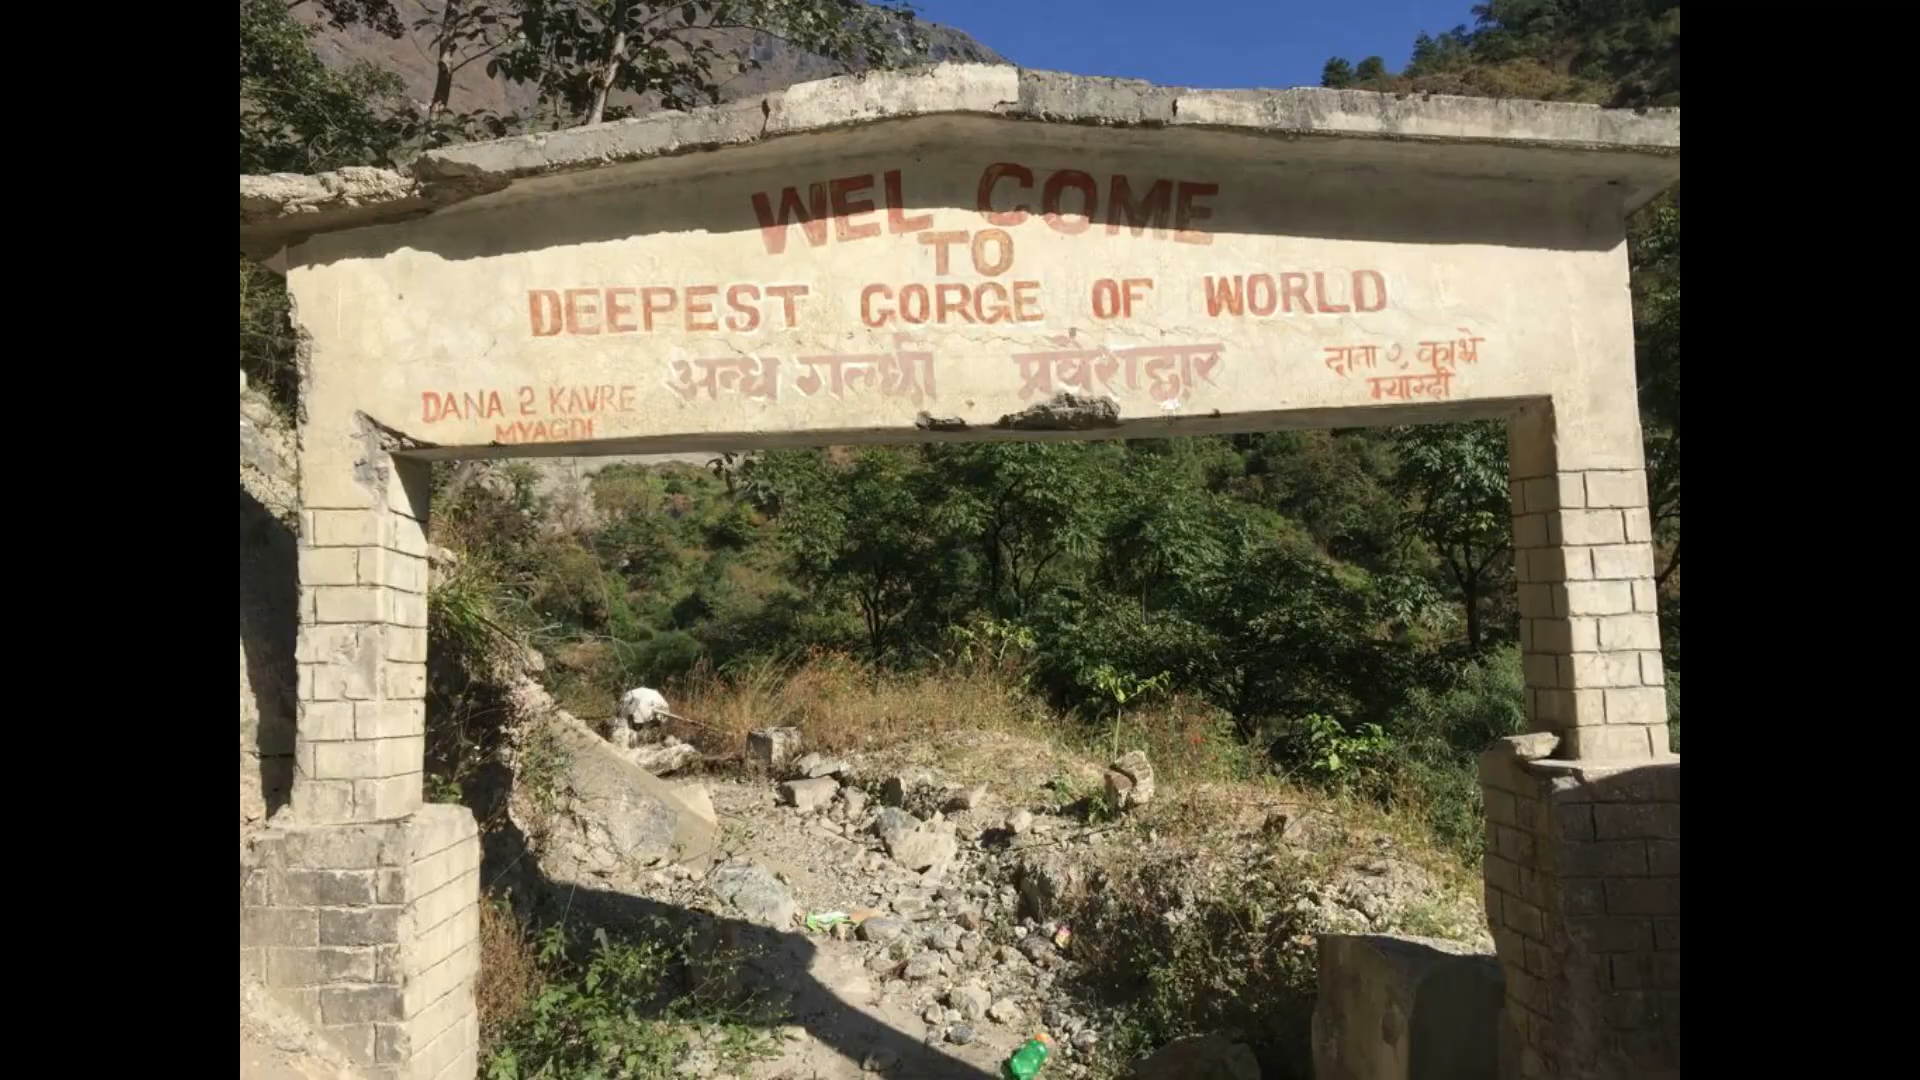 WEL COME
TO
DEEPEST GORGE OF WORLD
अन्ध गल्छी प्रवेशद्वार
DANA 2 KAVRE
MYAGDI
दाना २ काभ्रे
म्याग्दी